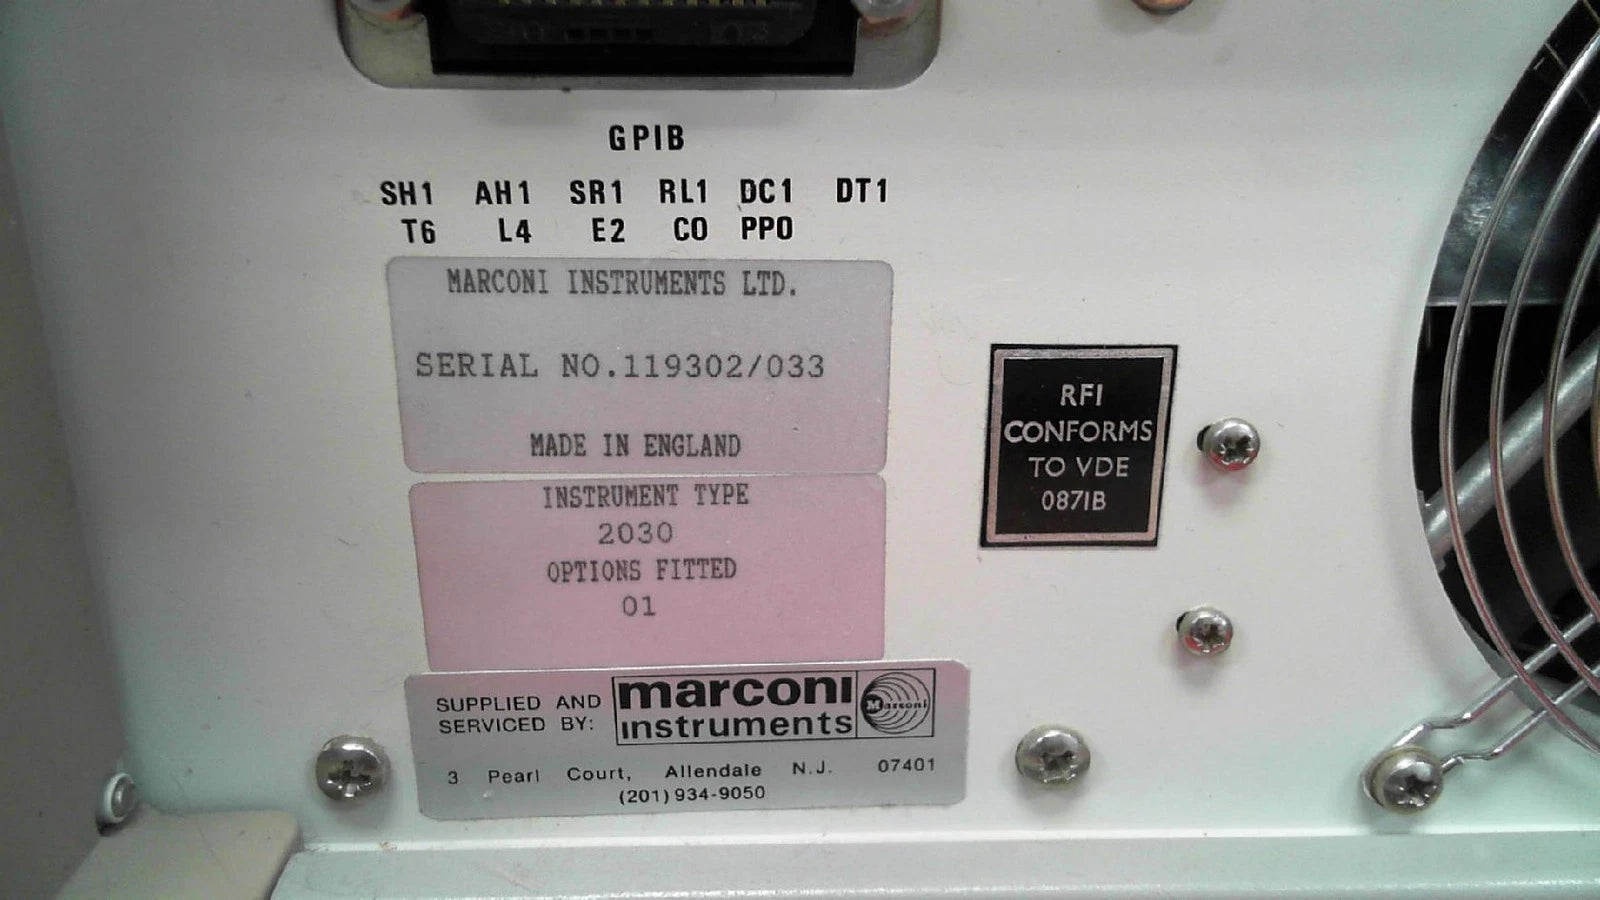 GPIB
SH1 AH1 SR1 RL1 DC1 DT1
T6 L4 E2 C0 PP0
MARCONI INSTRUMENTS LTD.
SERIAL NO.119302/033
MADE IN ENGLAND
INSTRUMENT TYPE
2030
OPTIONS FITTED
01
SUPPLIED AND
SERVICED BY:
marconi
instruments
Marconi
3 Pearl Court, Allendale N.J. 07401
(201) 934-9050
RFI
CONFORMS
TO VDE
0871B